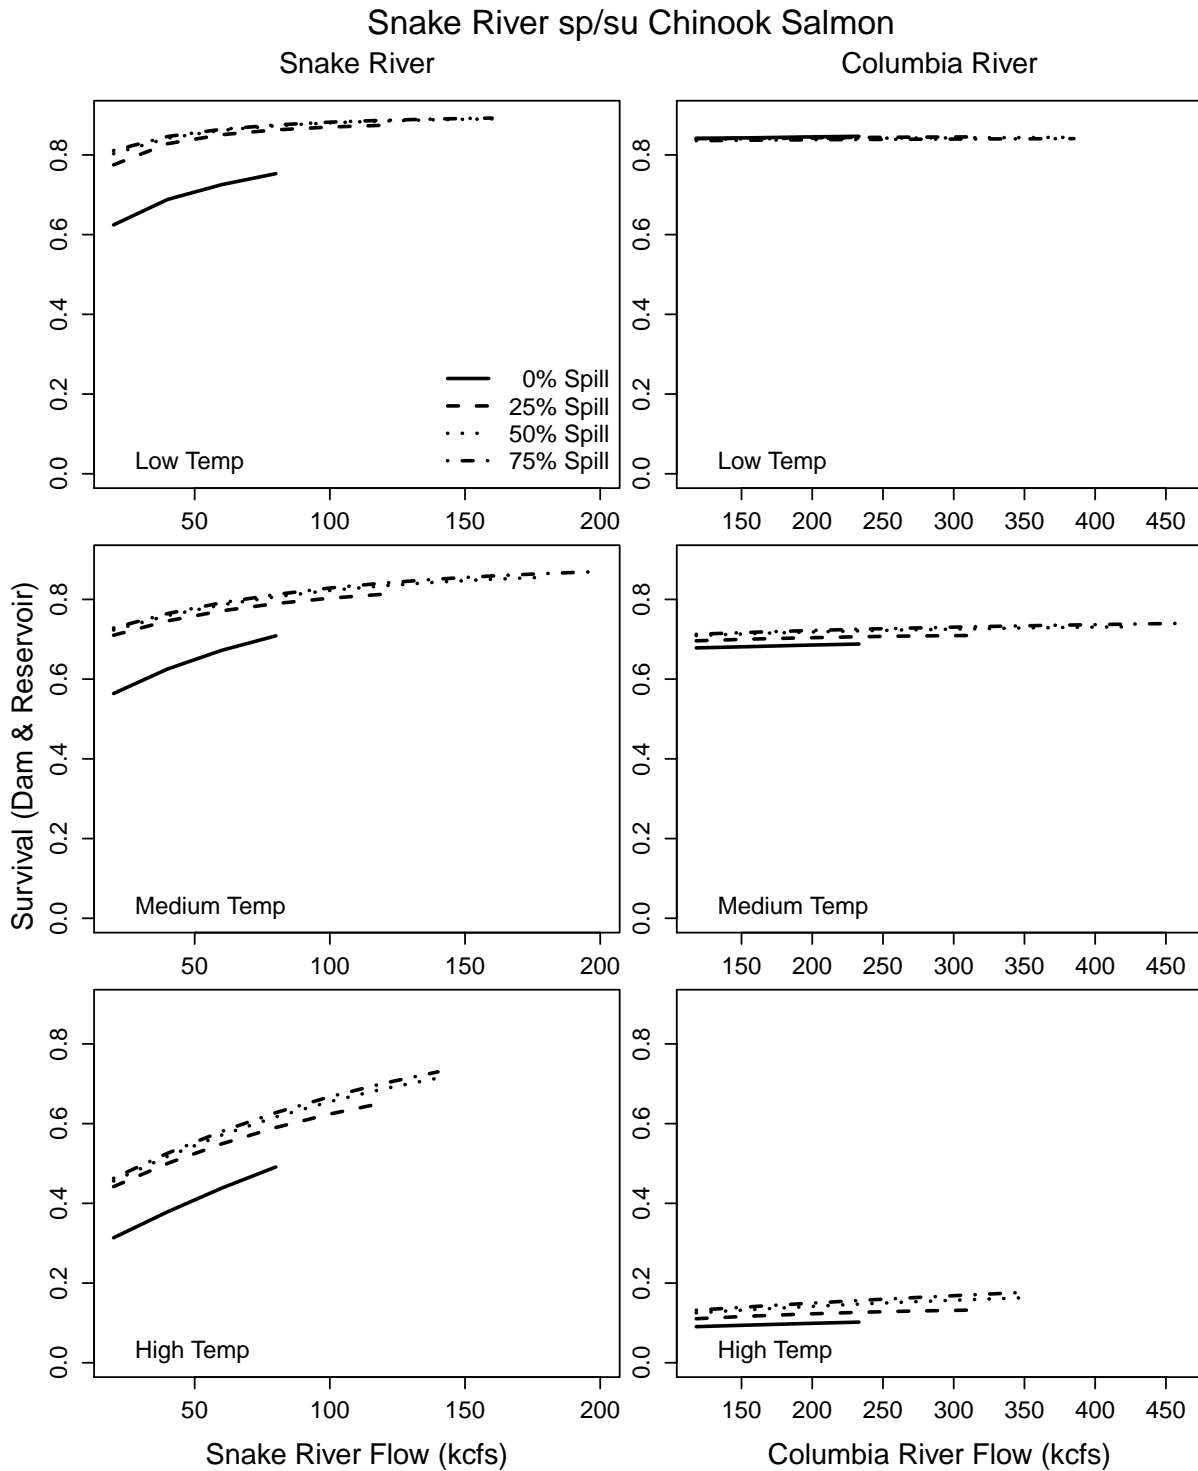 Snake River sp/su Chinook Salmon
Snake River
Columbia River
Survival (Dam & Reservoir)
0.0 0.2 0.4 0.6 0.8
0% Spill
25% Spill
50% Spill
75% Spill
Low Temp
50 100 150 200
0.0 0.2 0.4 0.6 0.8
Low Temp
150 200 250 300 350 400 450
0.0 0.2 0.4 0.6 0.8
Medium Temp
50 100 150 200
0.0 0.2 0.4 0.6 0.8
Medium Temp
150 200 250 300 350 400 450
0.0 0.2 0.4 0.6 0.8
High Temp
50 100 150 200
Snake River Flow (kcfs)
0.0 0.2 0.4 0.6 0.8
High Temp
150 200 250 300 350 400 450
Columbia River Flow (kcfs)